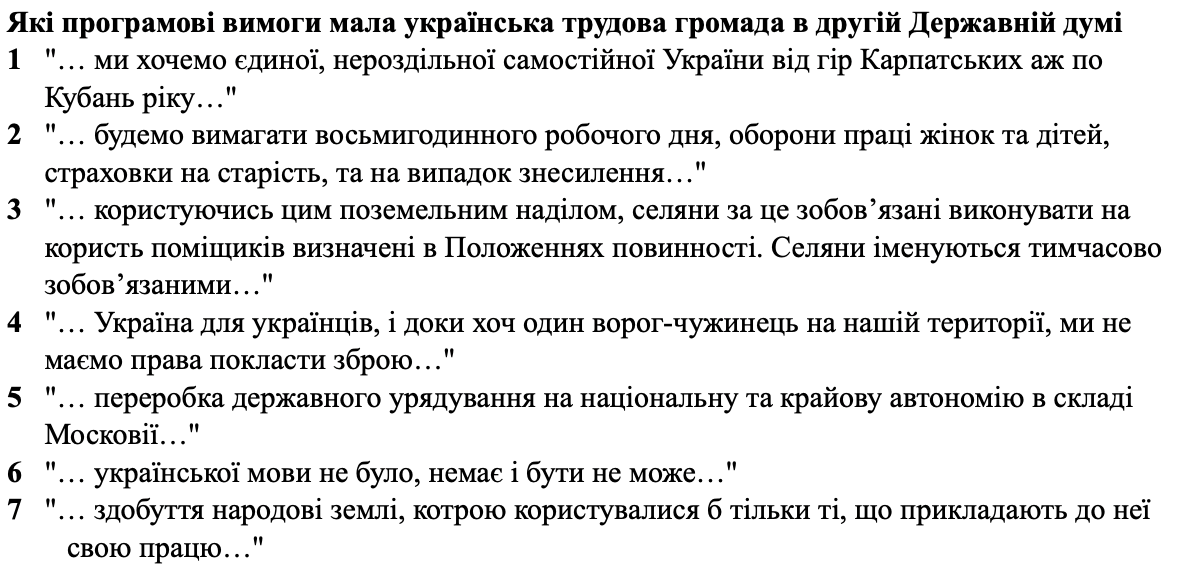 Які програмові вимоги мала українська трудова громада в другій Державній думі
1 "… ми хочемо єдиної, нероздільної самостійної України від гір Карпатських аж по
Кубань ріку…"
2 "… будемо вимагати восьмигодинного робочого дня, оборони праці жінок та дітей,
страховки на старість, та на випадок знесилення…"
3 "… користуючись цим поземельним наділом, селяни за це зобов’язані виконувати на
користь поміщиків визначені в Положеннях повинності. Селяни іменуються тимчасово
зобов’язаними…"
4 "… Україна для українців, і доки хоч один ворог-чужинець на нашій території, ми не
маємо права покласти зброю…"
5 "… переробка державного урядування на національну та крайову автономію в складі
Московії…"
6 "… української мови не було, немає і бути не може…"
7 "… здобуття народові землі, котрою користувалися б тільки ті, що прикладають до неї
свою працю…"